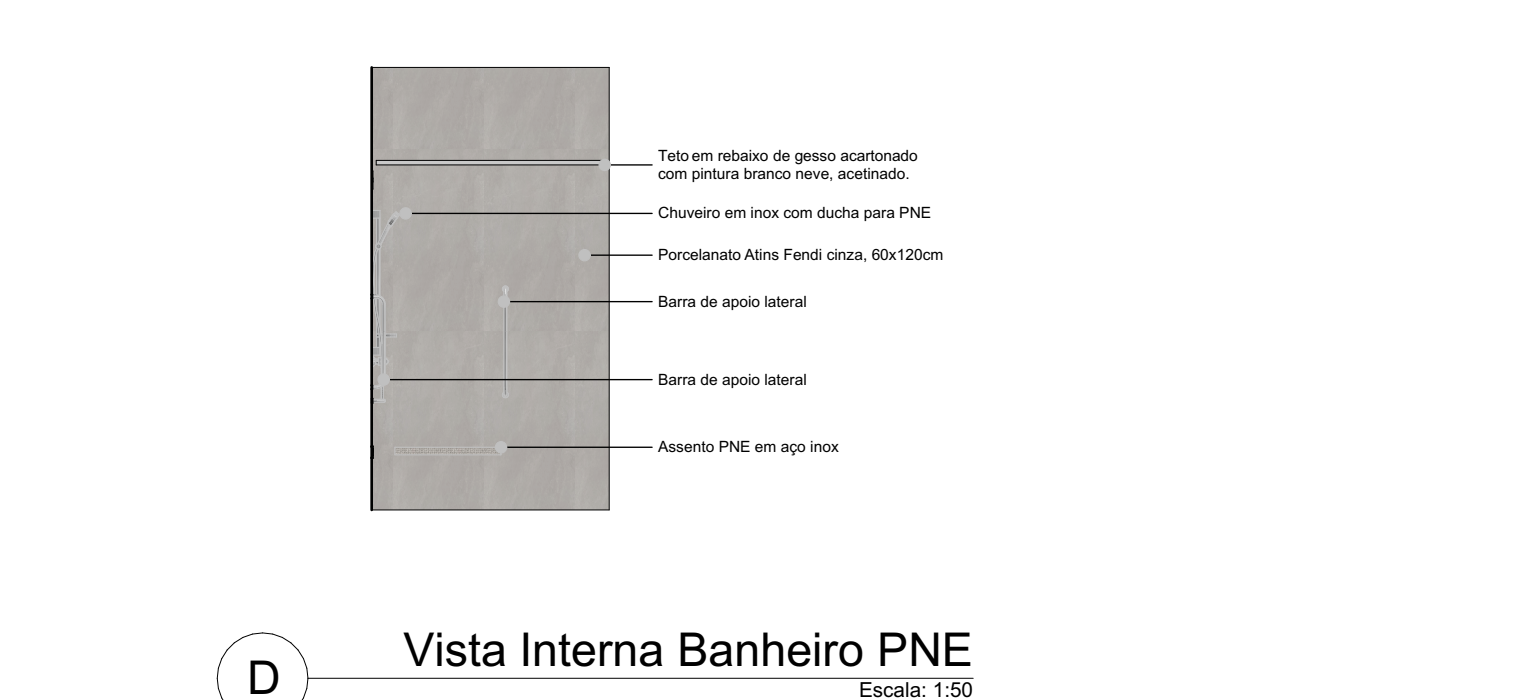 Teto em rebaixo de gesso acartonado
com pintura branco neve, acetinado.
Chuveiro em inox com ducha para PNE
Porcelanato Atins Fendi cinza, 60x120cm
Barra de apoio lateral
Barra de apoio lateral
Assento PNE em aço inox
Vista Interna Banheiro PNE
D
Escala: 1:50